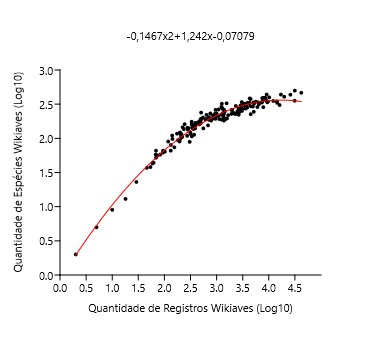 -0,1467x2+1,242x-0,07079
3.0
2.5
2.0
1.5
1.0
0.5
0.0
Quantidade de Espécies Wikiaves (Log10)
0.0 0.5 1.0 1.5 2.0 2.5 3.0 3.5 4.0 4.5
Quantidade de Registros Wikiaves (Log10)